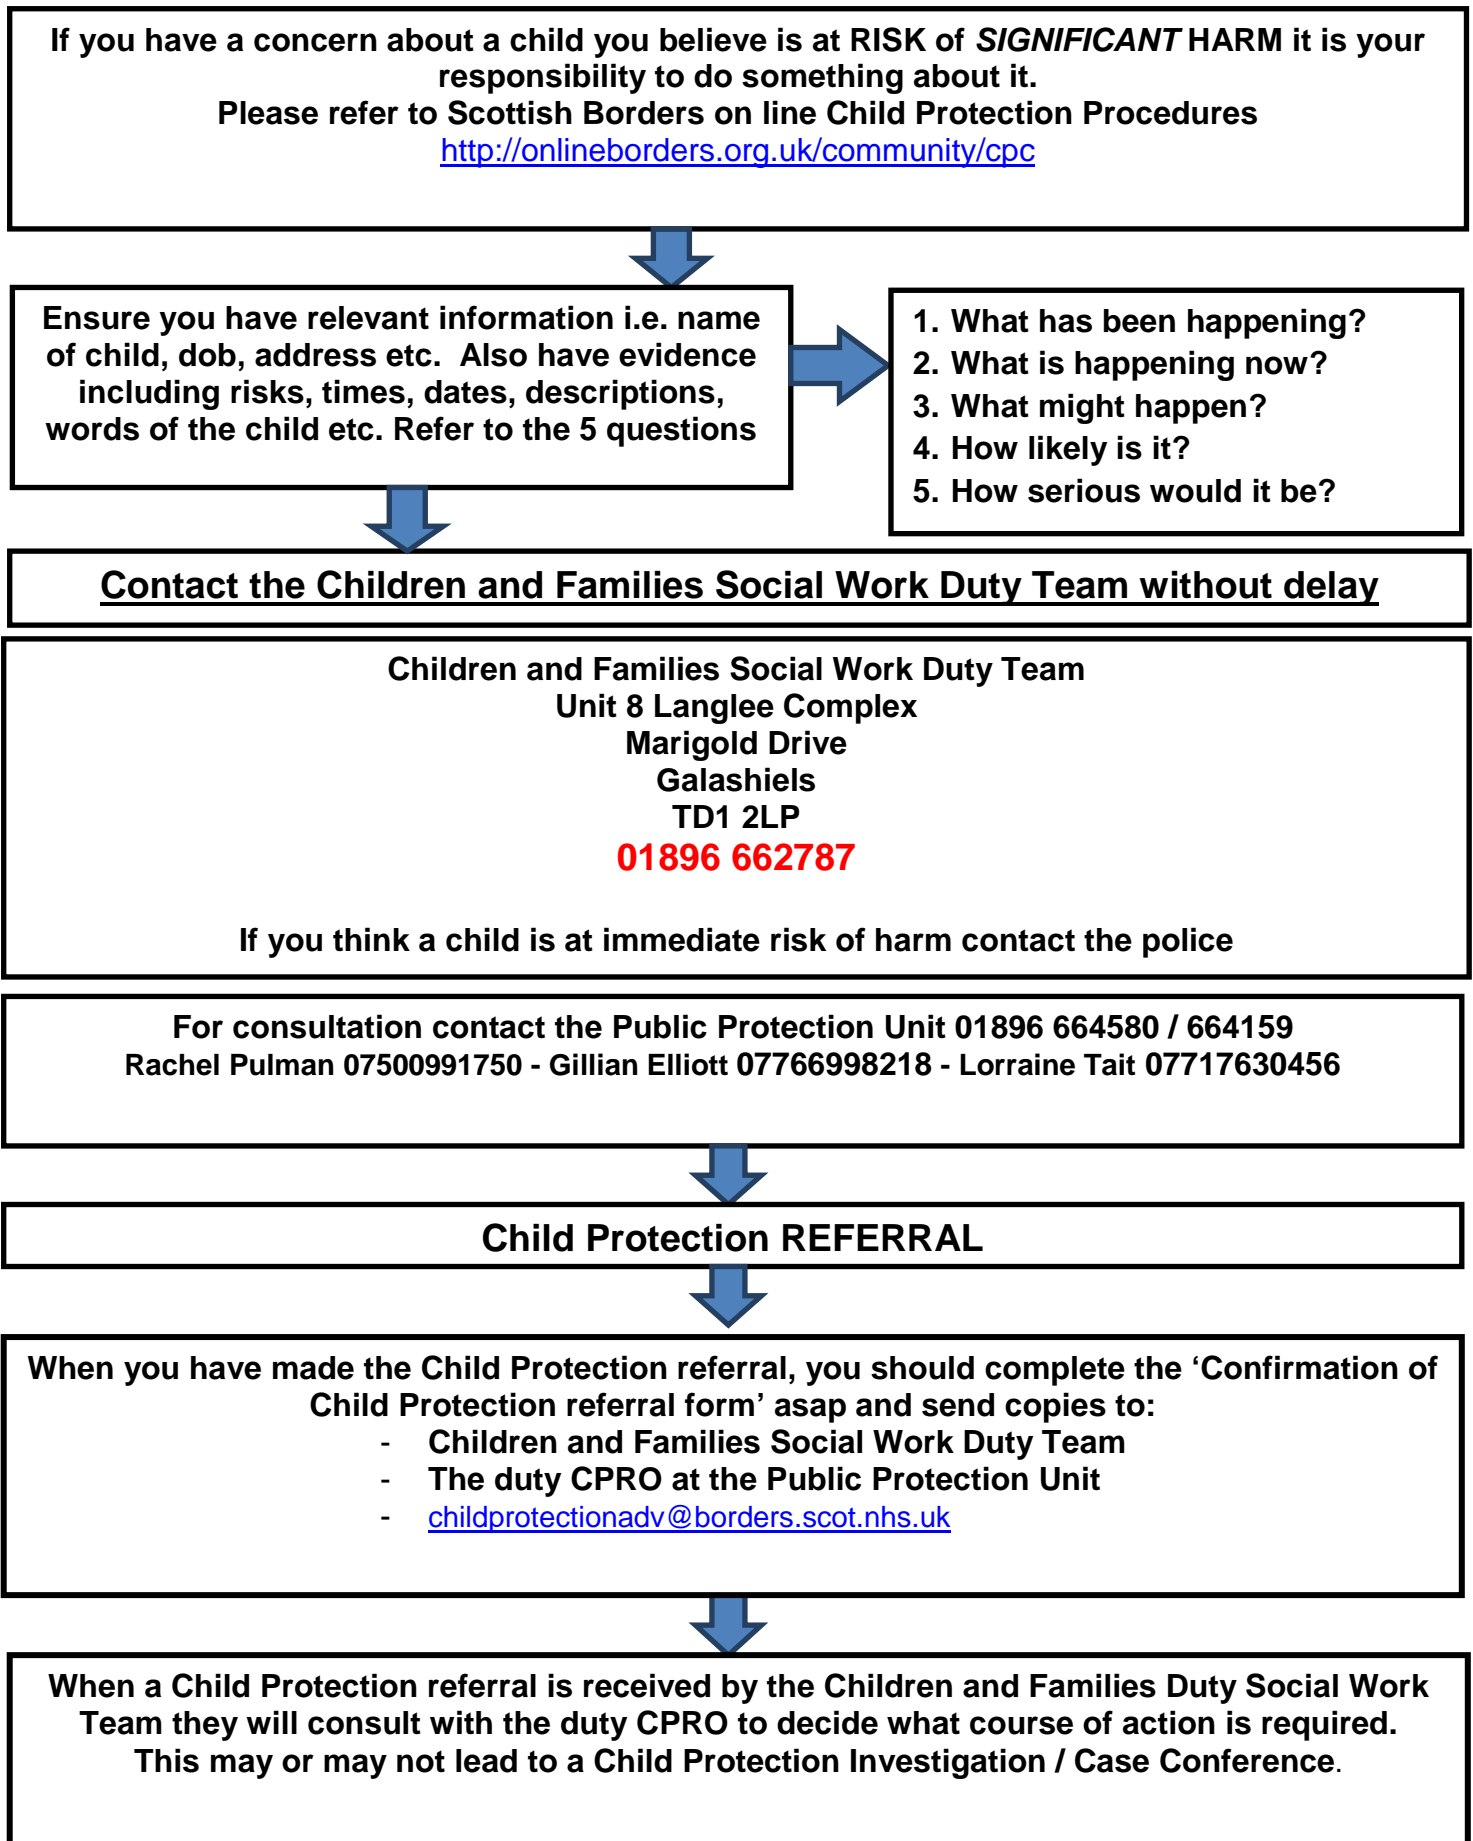 If you have a concern about a child you believe is at RISK of SIGNIFICANT HARM it is your
responsibility to do something about it.
Please refer to Scottish Borders on line Child Protection Procedures
http://onlineborders.org.uk/community/cpc
Ensure you have relevant information i.e. name
of child, dob, address etc.  Also have evidence
including risks, times, dates, descriptions,
words of the child etc. Refer to the 5 questions
1. What has been happening?
2. What is happening now?
3. What might happen?
4. How likely is it?
5. How serious would it be?
Contact the Children and Families Social Work Duty Team without delay
Children and Families Social Work Duty Team
Unit 8 Langlee Complex
Marigold Drive
Galashiels
TD1 2LP
01896 662787
If you think a child is at immediate risk of harm contact the police
For consultation contact the Public Protection Unit 01896 664580 / 664159
Rachel Pulman 07500991750 - Gillian Elliott 07766998218 - Lorraine Tait 07717630456
Child Protection REFERRAL
When you have made the Child Protection referral, you should complete the ‘Confirmation of
Child Protection referral form’ asap and send copies to:
- Children and Families Social Work Duty Team
- The duty CPRO at the Public Protection Unit
- childprotectionadv@borders.scot.nhs.uk
When a Child Protection referral is received by the Children and Families Duty Social Work
Team they will consult with the duty CPRO to decide what course of action is required.
This may or may not lead to a Child Protection Investigation / Case Conference.